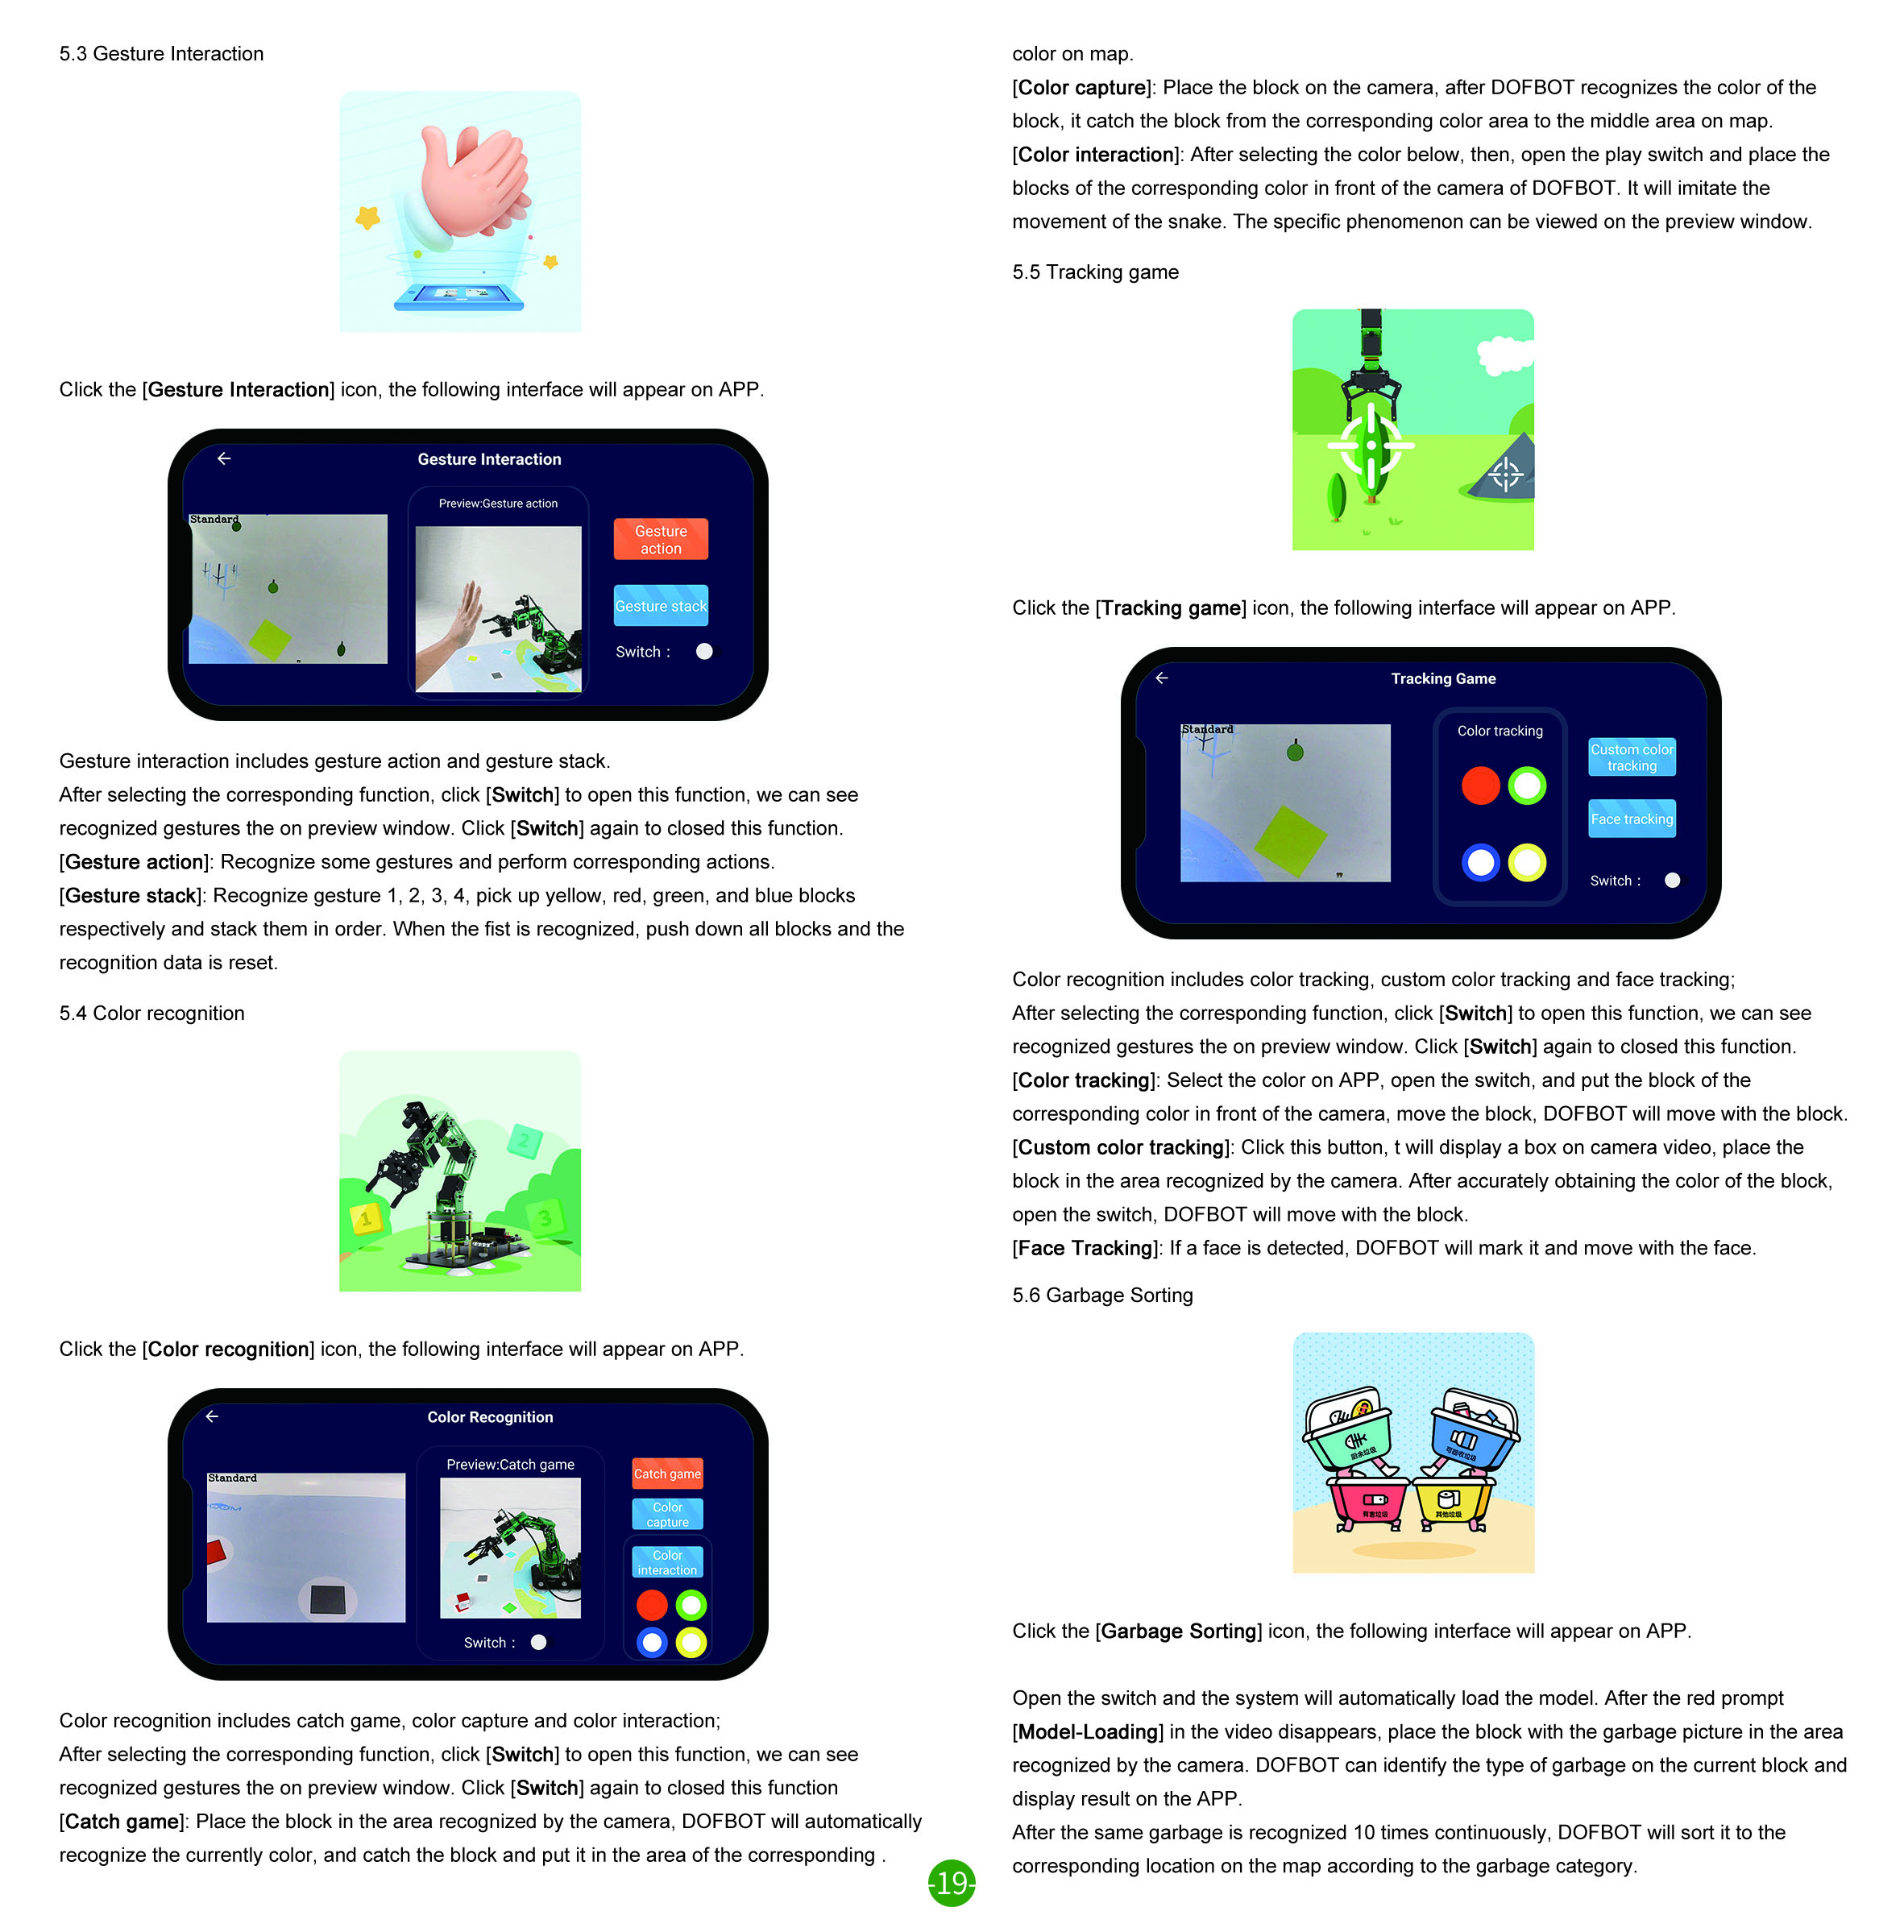 5.3 Gesture Interaction
Click the [Gesture Interaction] icon, the following interface will appear on APP.
Gesture Interaction
Standard
Preview:Gesture action
Gesture
action
Gesture stack
Switch :
Gesture interaction includes gesture action and gesture stack.
After selecting the corresponding function, click [Switch] to open this function, we can see
recognized gestures the on preview window. Click [Switch] again to closed this function.
[Gesture action]: Recognize some gestures and perform corresponding actions.
[Gesture stack]: Recognize gesture 1, 2, 3, 4, pick up yellow, red, green, and blue blocks
respectively and stack them in order. When the fist is recognized, push down all blocks and the
recognition data is reset.
5.4 Color recognition
2
1
3
Click the [Color recognition] icon, the following interface will appear on APP.
Color Recognition
Standard
Preview:Catch game
Switch :
Catch game
Color
capture
Color
interaction
Color recognition includes catch game, color capture and color interaction;
After selecting the corresponding function, click [Switch] to open this function, we can see
recognized gestures the on preview window. Click [Switch] again to closed this function
[Catch game]: Place the block in the area recognized by the camera, DOFBOT will automatically
recognize the currently color, and catch the block and put it in the area of the corresponding .
color on map.
[Color capture]: Place the block on the camera, after DOFBOT recognizes the color of the
block, it catch the block from the corresponding color area to the middle area on map.
[Color interaction]: After selecting the color below, then, open the play switch and place the
blocks of the corresponding color in front of the camera of DOFBOT. It will imitate the
movement of the snake. The specific phenomenon can be viewed on the preview window.
5.5 Tracking game
Click the [Tracking game] icon, the following interface will appear on APP.
Tracking Game
Standard
Color tracking
Custom color
tracking
Face tracking
Switch :
Color recognition includes color tracking, custom color tracking and face tracking;
After selecting the corresponding function, click [Switch] to open this function, we can see
recognized gestures the on preview window. Click [Switch] again to closed this function.
[Color tracking]: Select the color on APP, open the switch, and put the block of the
corresponding color in front of the camera, move the block, DOFBOT will move with the block.
[Custom color tracking]: Click this button, t will display a box on camera video, place the
block in the area recognized by the camera. After accurately obtaining the color of the block,
open the switch, DOFBOT will move with the block.
[Face Tracking]: If a face is detected, DOFBOT will mark it and move with the face.
5.6 Garbage Sorting
厨余垃圾
可回收垃圾
有害垃圾
其他垃圾
Click the [Garbage Sorting] icon, the following interface will appear on APP.
Open the switch and the system will automatically load the model. After the red prompt
[Model-Loading] in the video disappears, place the block with the garbage picture in the area
recognized by the camera. DOFBOT can identify the type of garbage on the current block and
display result on the APP.
After the same garbage is recognized 10 times continuously, DOFBOT will sort it to the
corresponding location on the map according to the garbage category.
-19-